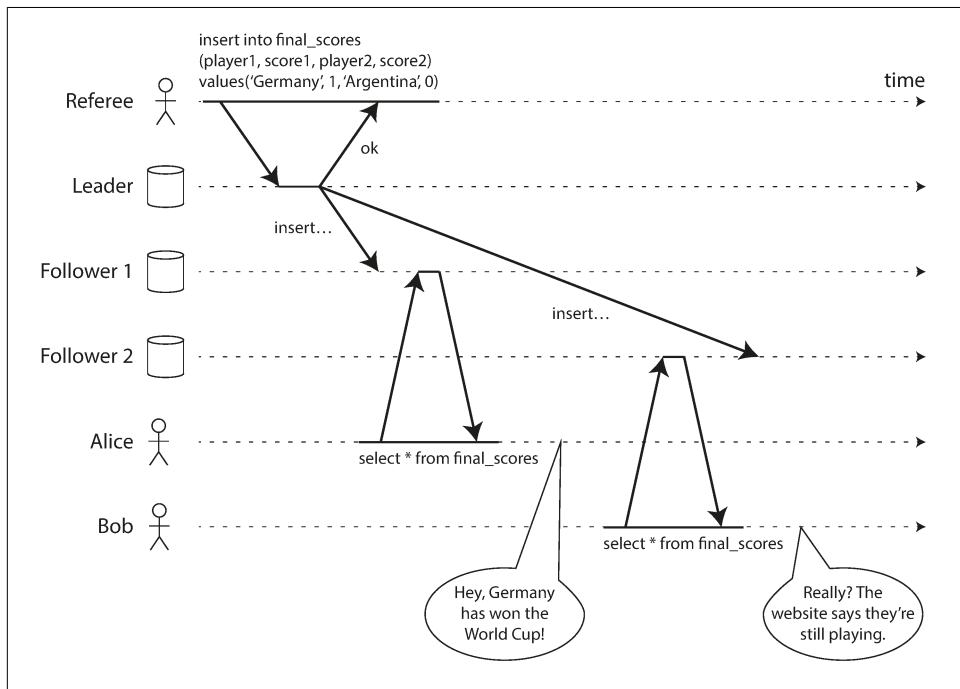 insert into final_scores
(player1, score1, player2, score2)
values(‘Germany’, 1, ‘Argentina’, 0)
time
Referee
ok
Leader
insert…
Follower 1
insert…
Follower 2
Alice
select * from final_scores
Bob
select * from final_scores
Hey, Germany
has won the
World Cup!
Really? The
website says they’re
still playing.